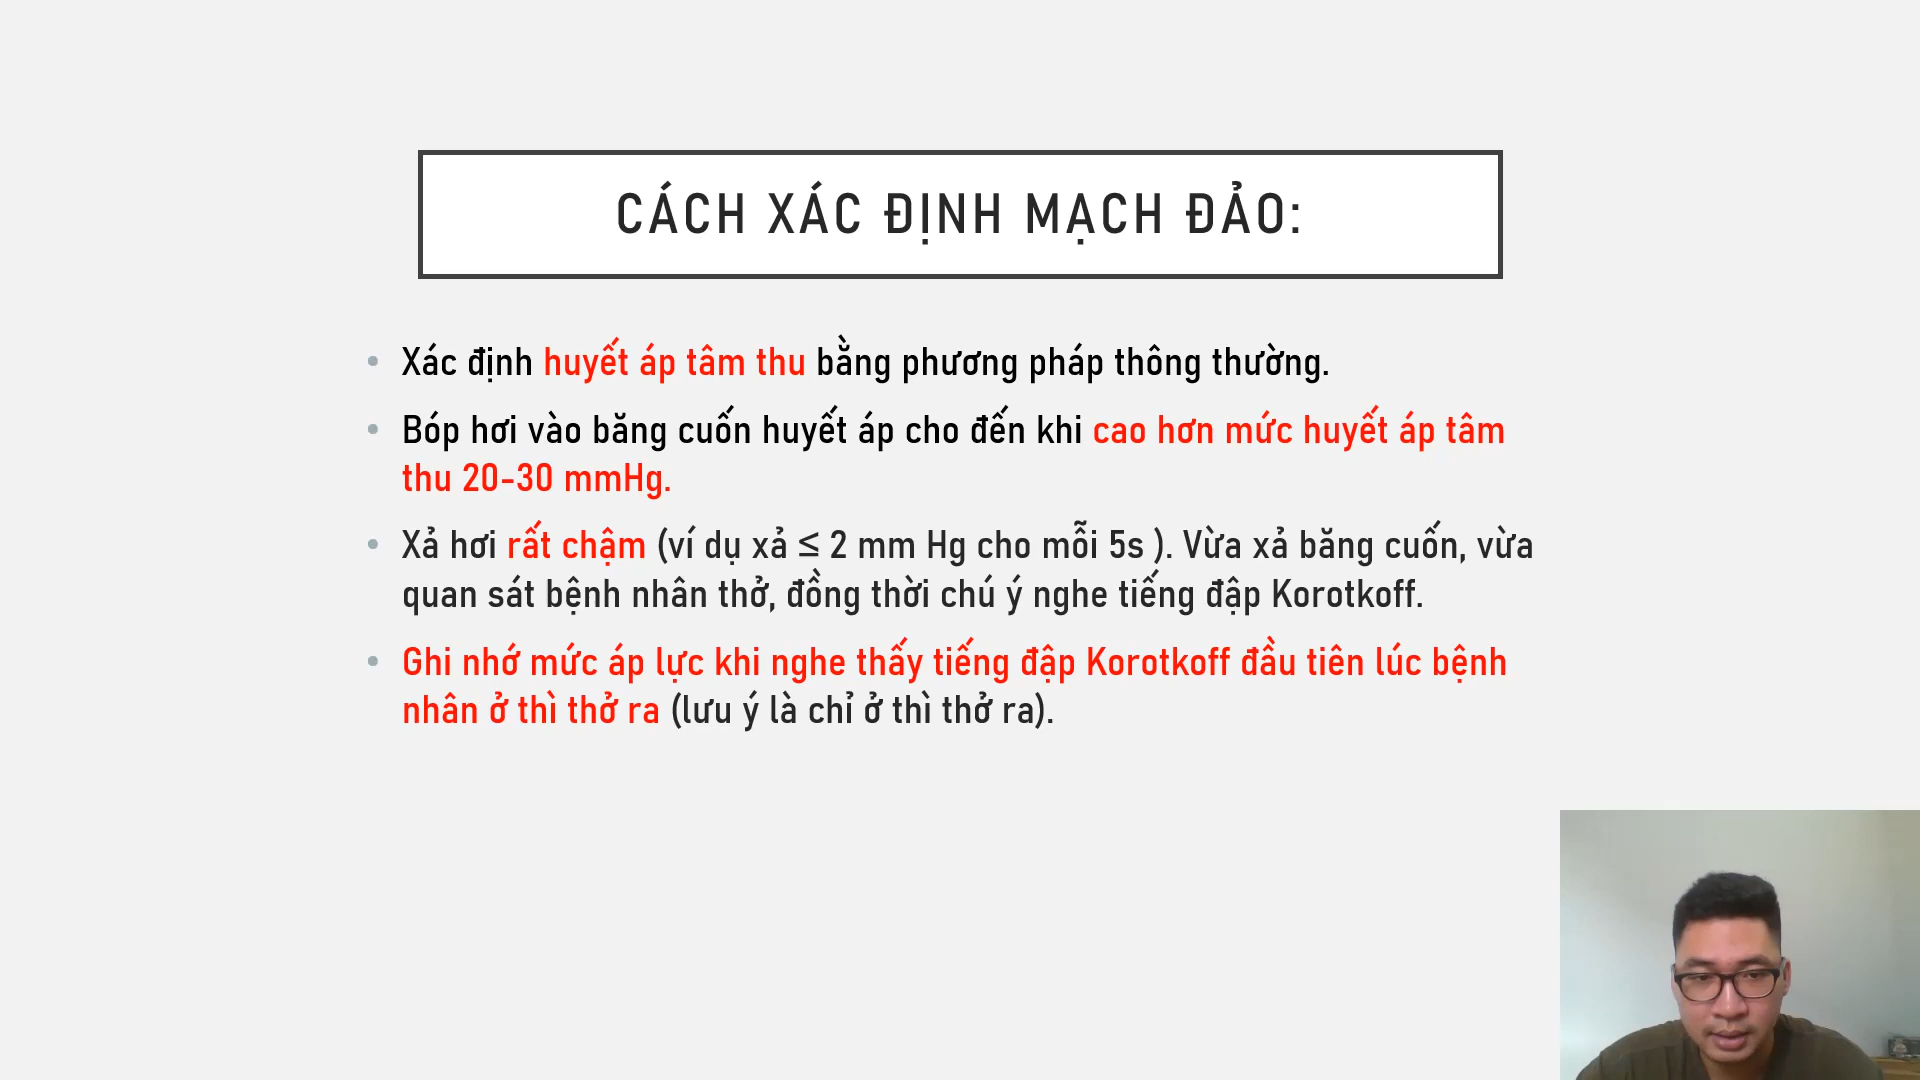 CÁCH XÁC ĐỊNH MẠCH ĐẢO:
• Xác định huyết áp tâm thu bằng phương pháp thông thường.
• Bóp hơi vào băng cuốn huyết áp cho đến khi cao hơn mức huyết áp tâm
thu 20-30 mmHg.
• Xả hơi rất chậm (ví dụ xả ≤ 2 mm Hg cho mỗi 5s ). Vừa xả băng cuốn, vừa
quan sát bệnh nhân thở, đồng thời chú ý nghe tiếng đập Korotkoff.
• Ghi nhớ mức áp lực khi nghe thấy tiếng đập Korotkoff đầu tiên lúc bệnh
nhân ở thì thở ra (lưu ý là chỉ ở thì thở ra).